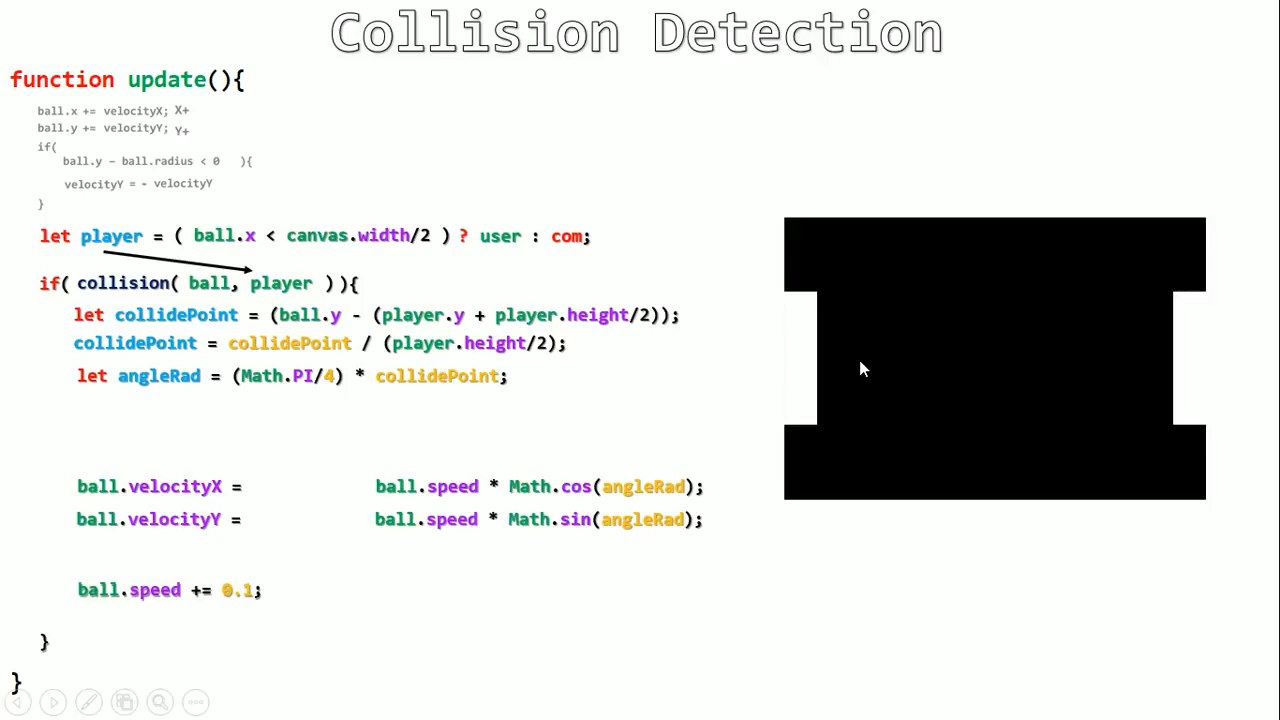 Collision Detection
function update(){
ball.x += velocityX; X+
ball.y += velocityY; Y+
if(
ball.y – ball.radius < 0 ){
velocityY = - velocityY
}
let player = ( ball.x < canvas.width/2 ) ? user : com;
if( collision( ball, player ) ){
let collidePoint = (ball.y - (player.y + player.height/2));
collidePoint = collidePoint / (player.height/2);
let angleRad = (Math.PI/4) * collidePoint;
ball.velocityX = ball.speed * Math.cos(angleRad);
ball.velocityY = ball.speed * Math.sin(angleRad);
ball.speed += 0.1;
}
}